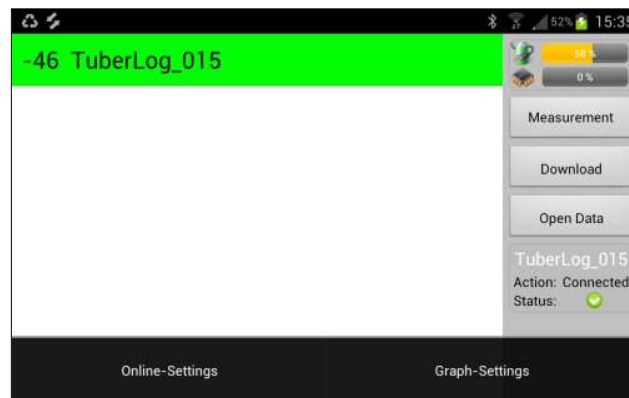 52% 15:35
-46 TuberLog_015
58 %
0 %
Measurement
Download
Open Data
TuberLog_015
Action: Connected
Status:
Online-Settings
Graph-Settings